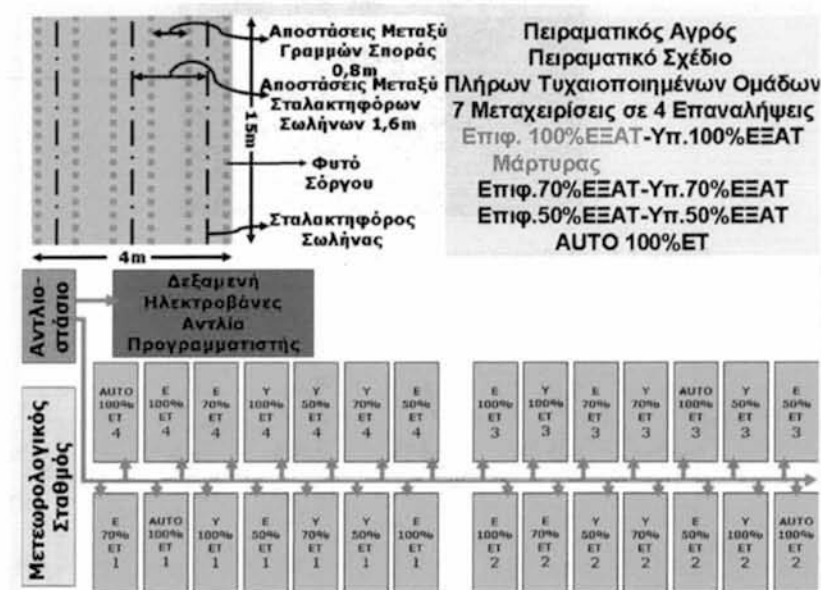 Αποστάσεις Μεταξύ
Γραμμών Σποράς
0,8m
Αποστάσεις Μεταξύ
Σταλακτηφόρων
Σωλήνων 1,6m
Φυτό
Σόργου
Σταλακτηφόρος
Σωλήνας
15m
4m
Πειραματικός Αγρός
Πειραματικό Σχέδιο
Πλήρων Τυχαιοποιημένων Ομάδων
7 Μεταχειρίσεις σε 4 Επαναλήψεις
Επιφ. 100%ΕΞΑΤ-Υπ.100%ΕΞΑΤ
Μάρτυρας
Επιφ.70%ΕΞΑΤ-Υπ.70%ΕΞΑΤ
Επιφ.50%ΕΞΑΤ-Υπ.50%ΕΞΑΤ
AUTO 100%ET
Αντλιο-
στάσιο
Δεξαμενή
Ηλεκτροβάνες
Αντλία
Προγραμματιστής
Μετεωρολογικός
Σταθμός
AUTO E E Y Y Y E E Y E Y AUTO Y E
100% 100% 70% 100% 50% 70% 50% 100% 100% 70% 70% 100% 50% 50%
ET ET ET ET ET ET ET ET ET ET ET ET ET ET
4 4 4 4 4 4 4 3 3 3 3 3 3 3
E AUTO Y E Y Y E E E Y Y E Y AUTO
70% 100% 100% 50% 70% 50% 100% 100% 70% 50% 70% 50% 100% 100%
ET ET ET ET ET ET ET ET ET ET ET ET ET ET
1 1 1 1 1 1 1 2 2 2 2 2 2 2